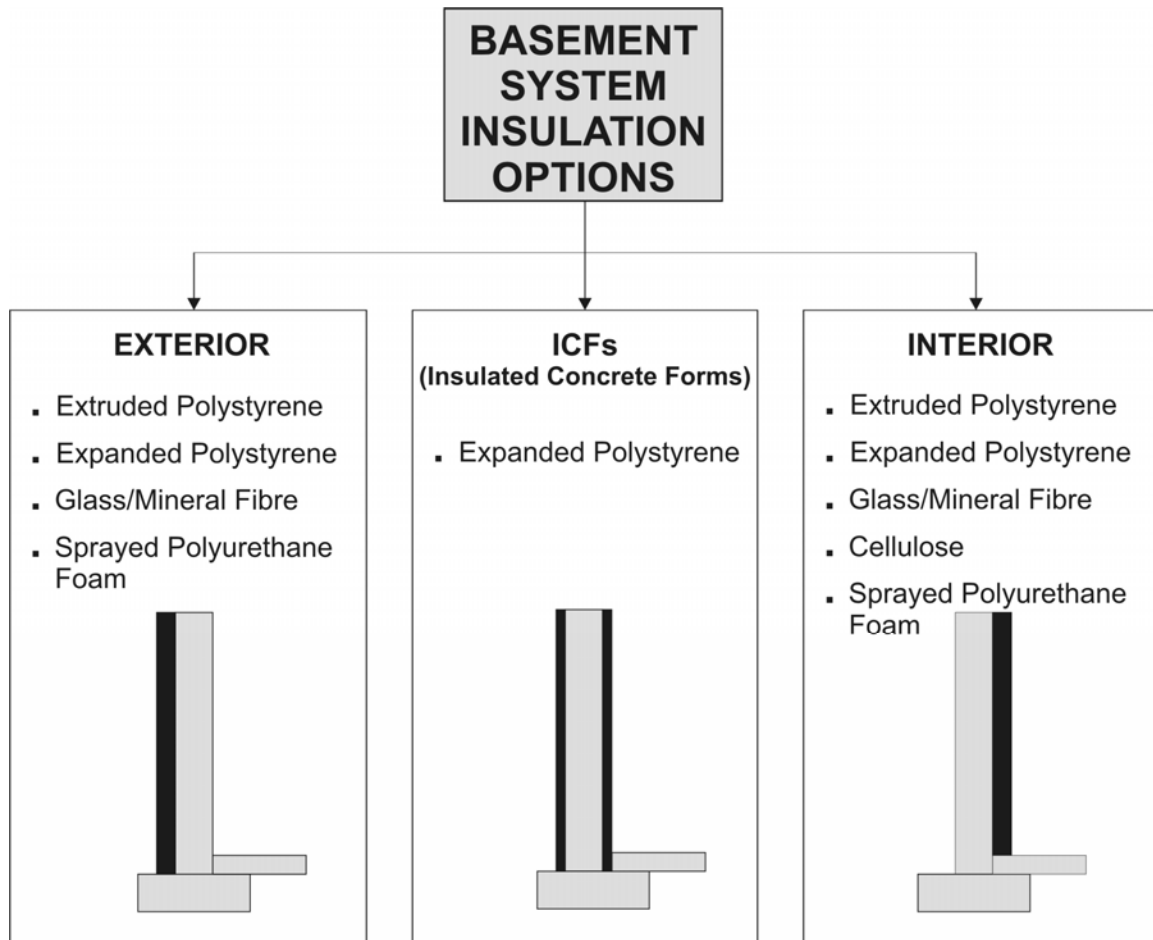 BASEMENT
SYSTEM
INSULATION
OPTIONS
EXTERIOR
▪ Extruded Polystyrene
▪ Expanded Polystyrene
▪ Glass/Mineral Fibre
▪ Sprayed Polyurethane
Foam
ICFs
(Insulated Concrete Forms)
▪ Expanded Polystyrene
INTERIOR
▪ Extruded Polystyrene
▪ Expanded Polystyrene
▪ Glass/Mineral Fibre
▪ Cellulose
▪ Sprayed Polyurethane
Foam